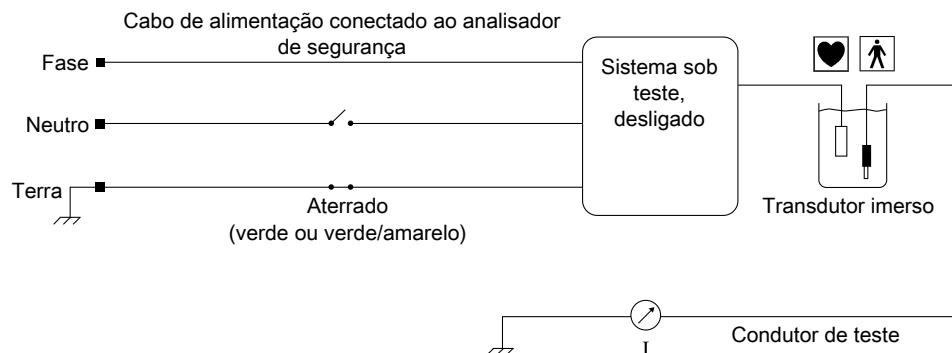 Cabo de alimentação conectado ao analisador
de segurança
Fase
Neutro
Terra
Aterrado
(verde ou verde/amarelo)
Sistema sob
teste,
desligado
Transdutor imerso
Condutor de teste
I